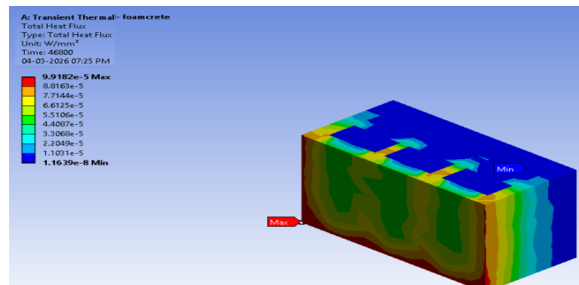 A: Transient Thermal- foamcrete
Total Heat Flux
Type: Total Heat Flux
Unit: W/mm²
Time: 46800
04-03-2026 07:25 PM
9.9182e-5 Max
8.8163e-5
7.7144e-5
6.6125e-5
5.5106e-5
4.4087e-5
3.3068e-5
2.2049e-5
1.1031e-5
1.1639e-8 Min
Min
Max